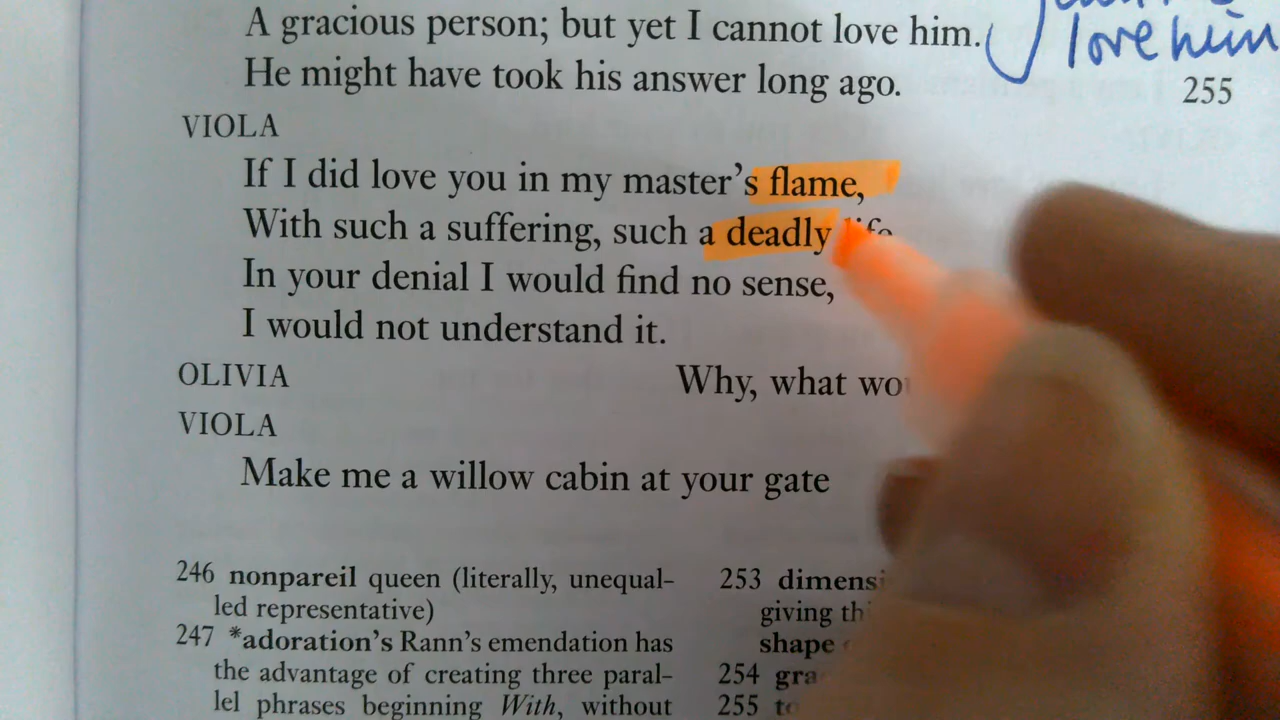 A gracious person; but yet I cannot love him.
love him
He might have took his answer long ago.
255
VIOLA
If I did love you in my master's flame,
With such a suffering, such a deadly life
In your denial I would find no sense,
I would not understand it.
OLIVIA Why, what
VIOLA
Make me a willow cabin at your gate
246 nonpareil queen (literally, unequal-
led representative)
247 *adoration's Rann's emendation has
the advantage of creating three paral-
lel phrases beginning With, without
253
giving
shape
254
255